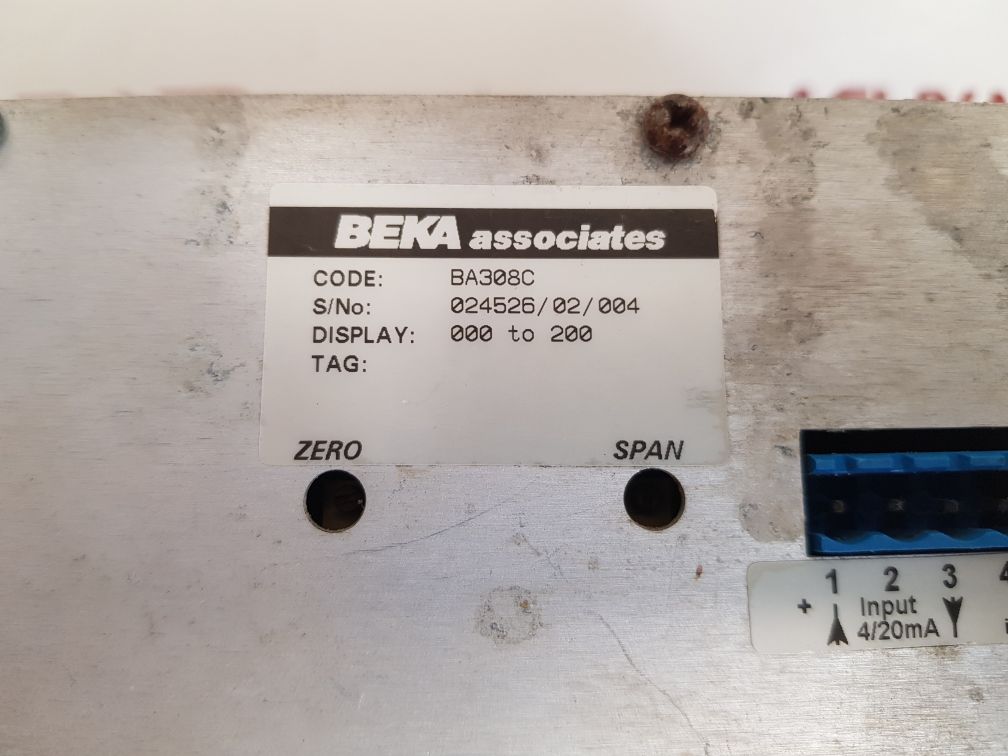 BEKA associates
CODE: BA308C
S/No: 024526/02/004
DISPLAY: 000 to 200
TAG:
ZERO SPAN
1 2 3 4
+ Input
4/20mA